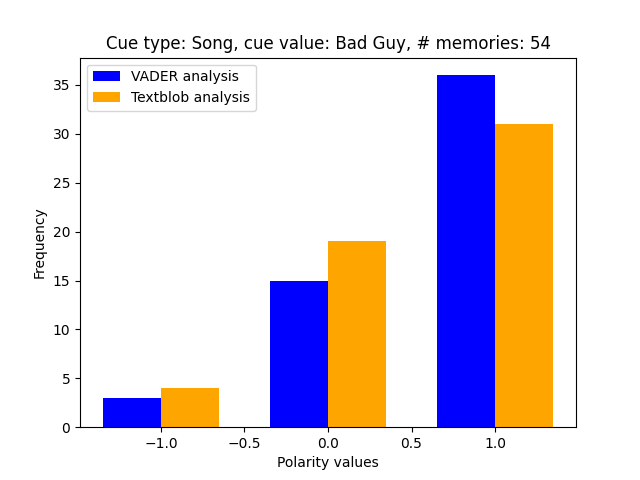 Cue type: Song, cue value: Bad Guy, # memories: 54
VADER analysis
Textblob analysis
Frequency
35
30
25
20
15
10
5
0
−1.0
−0.5
0.0
0.5
1.0
Polarity values